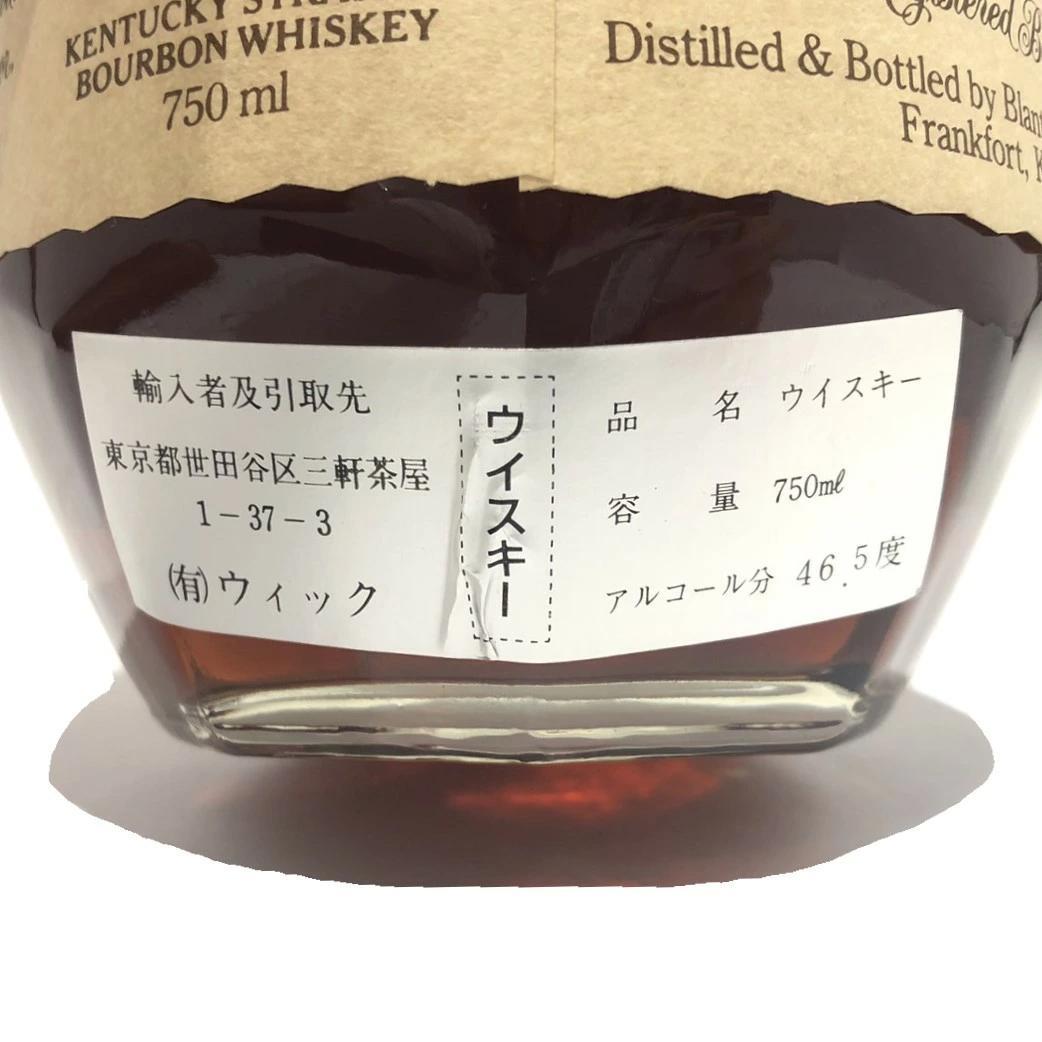 KENTUCKY
BOURBON WHISKEY
750 ml
Distilled & Bottled by
Frankfort,
輸入者及引取先
東京都世田谷区三軒茶屋
1-37-3
(有)ウィック
ウイスキー
品 名 ウイスキー
容 量 750mℓ
アルコール分 46.5度